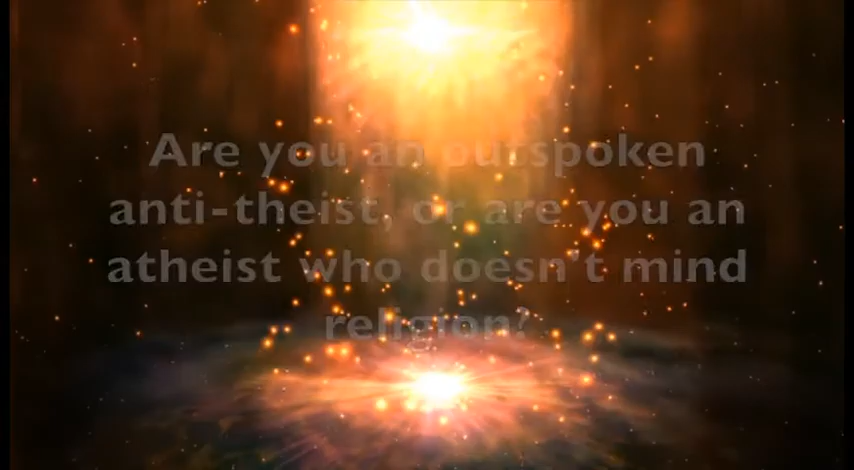 Are you an outspoken
anti-theist, or are you an
atheist who doesn't mind
religion?